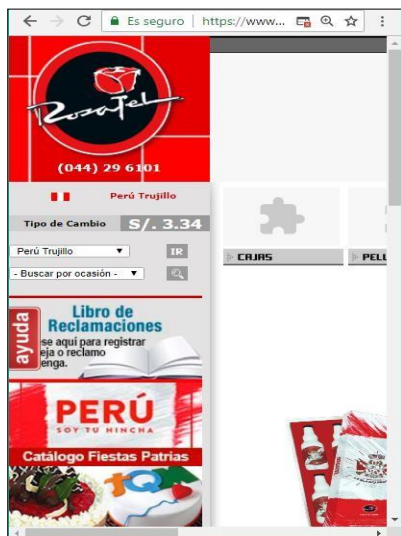 Es seguro | https://www...
RosaTel
(044) 29 6101
Perú Trujillo
Tipo de Cambio S/. 3.34
Perú Trujillo IR
- Buscar por ocasión -
CAJAS
PELU
ayuda
Libro de
Reclamaciones
se aquí para registrar
eja o reclamo
enga.
PERÚ
SOY TU HINCHA
Catálogo Fiestas Patrias
TQM